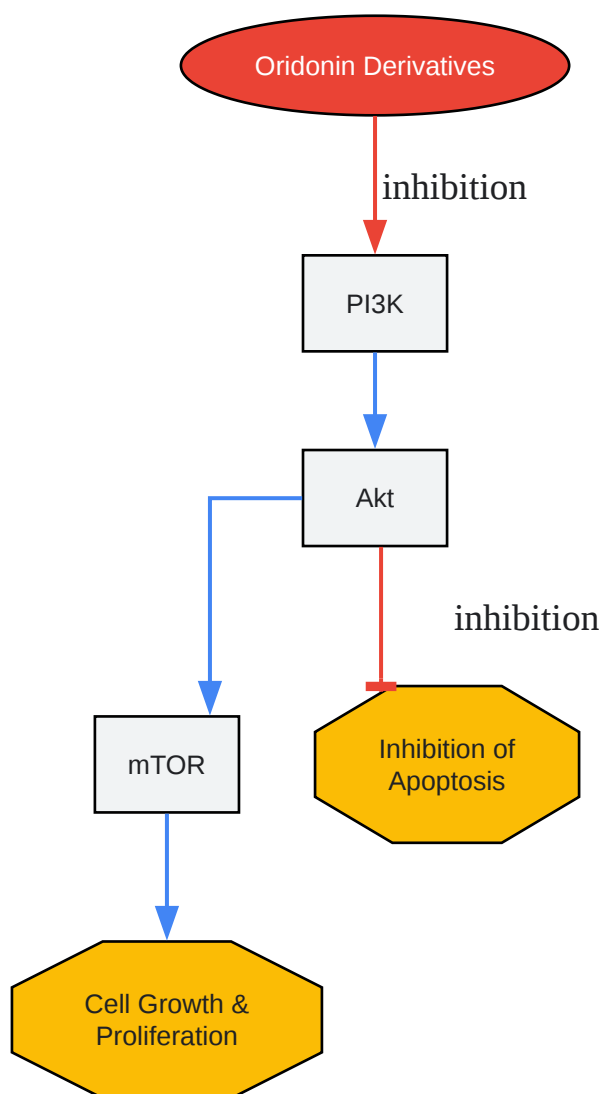 Oridonin Derivatives
inhibition
PI3K
Akt
inhibition
mTOR
Inhibition of
Apoptosis
Cell Growth &
Proliferation